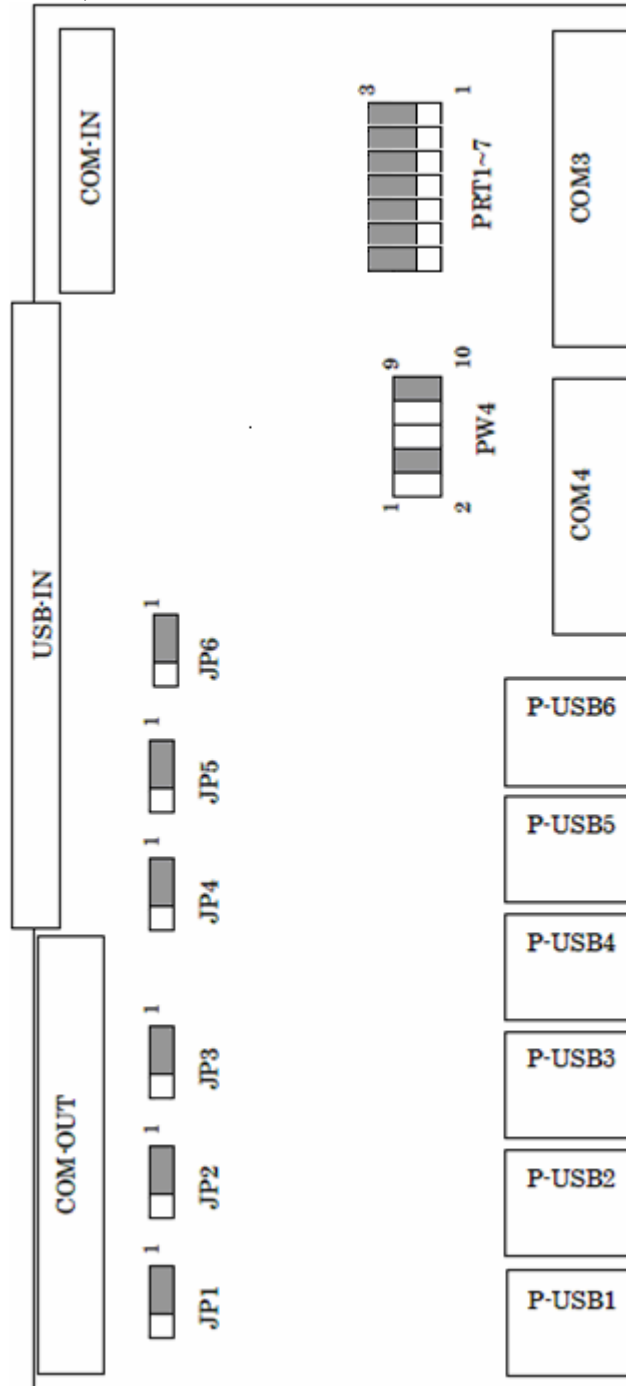 COM-IN
3
1
PRT1~7
COM3
USB-IN
9
10
1
2
PW4
COM4
1
JP6
P-USB6
1
JP5
P-USB5
1
JP4
P-USB4
1
JP3
P-USB3
COM-OUT
1
JP2
P-USB2
1
JP1
P-USB1